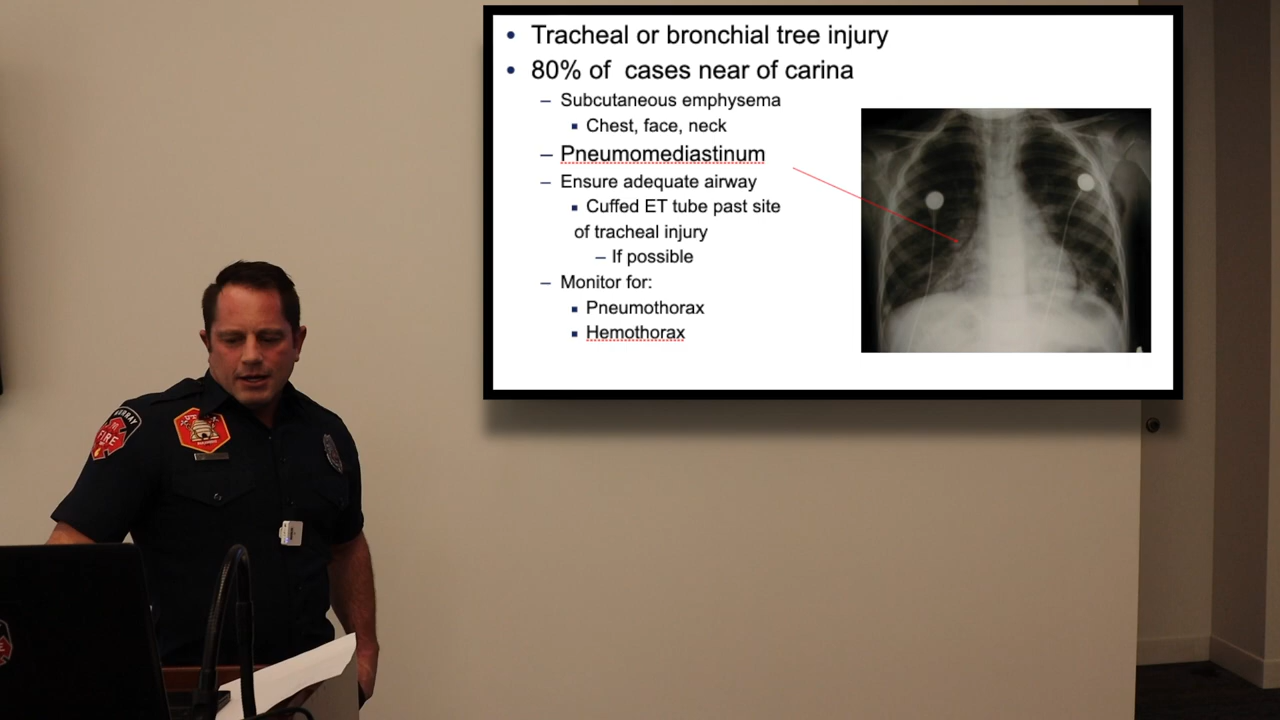 • Tracheal or bronchial tree injury
• 80% of cases near of carina
– Subcutaneous emphysema
▪ Chest, face, neck
– Pneumomediastinum
– Ensure adequate airway
▪ Cuffed ET tube past site
of tracheal injury
– If possible
– Monitor for:
▪ Pneumothorax
▪ Hemothorax
MURRAY
FIRE